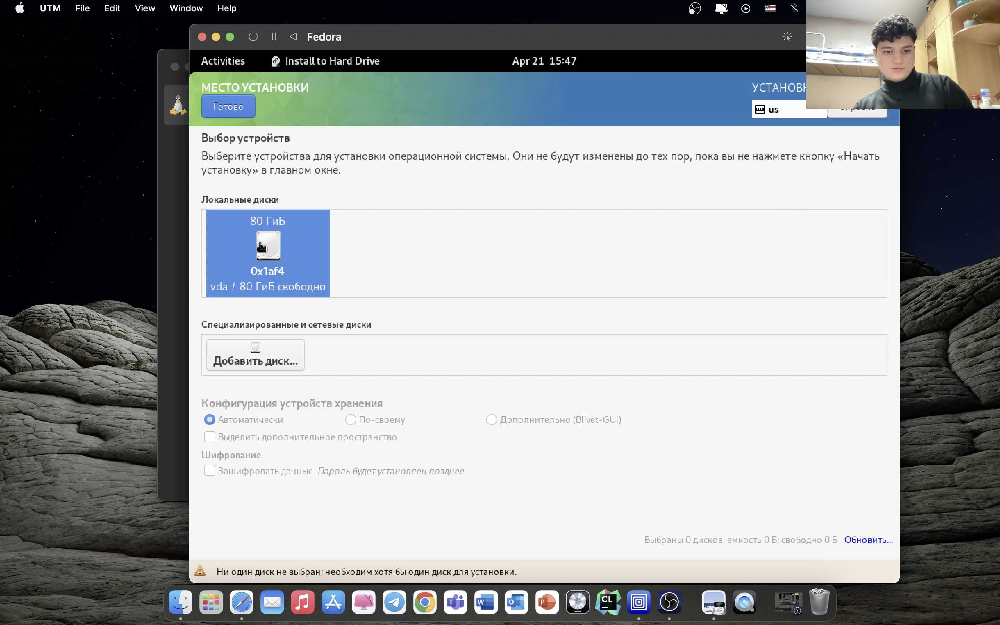 UTM File Edit View Window Help
Fedora
Activities Install to Hard Drive Apr 21 15:47
МЕСТО УСТАНОВКИ
Готово
us
Выбор устройств
Выберите устройства для установки операционной системы. Они не будут изменены до тех пор, пока вы не нажмете кнопку «Начать
установку» в главном окне.
Локальные диски
80 ГиБ
0x1af4
vda / 80 ГиБ свободно
Специализированные и сетевые диски
Добавить диск...
Конфигурация устройств хранения
Автоматически По-своему Дополнительно (Blivet-GUI)
Выделить дополнительное пространство
Шифрование
Зашифровать данные Пароль будет установлен позднее.
Выбраны 0 дисков; емкость 0 Б; свободно 0 Б Обновить...
Ни один диск не выбран; необходим хотя бы один диск для установки.
CL